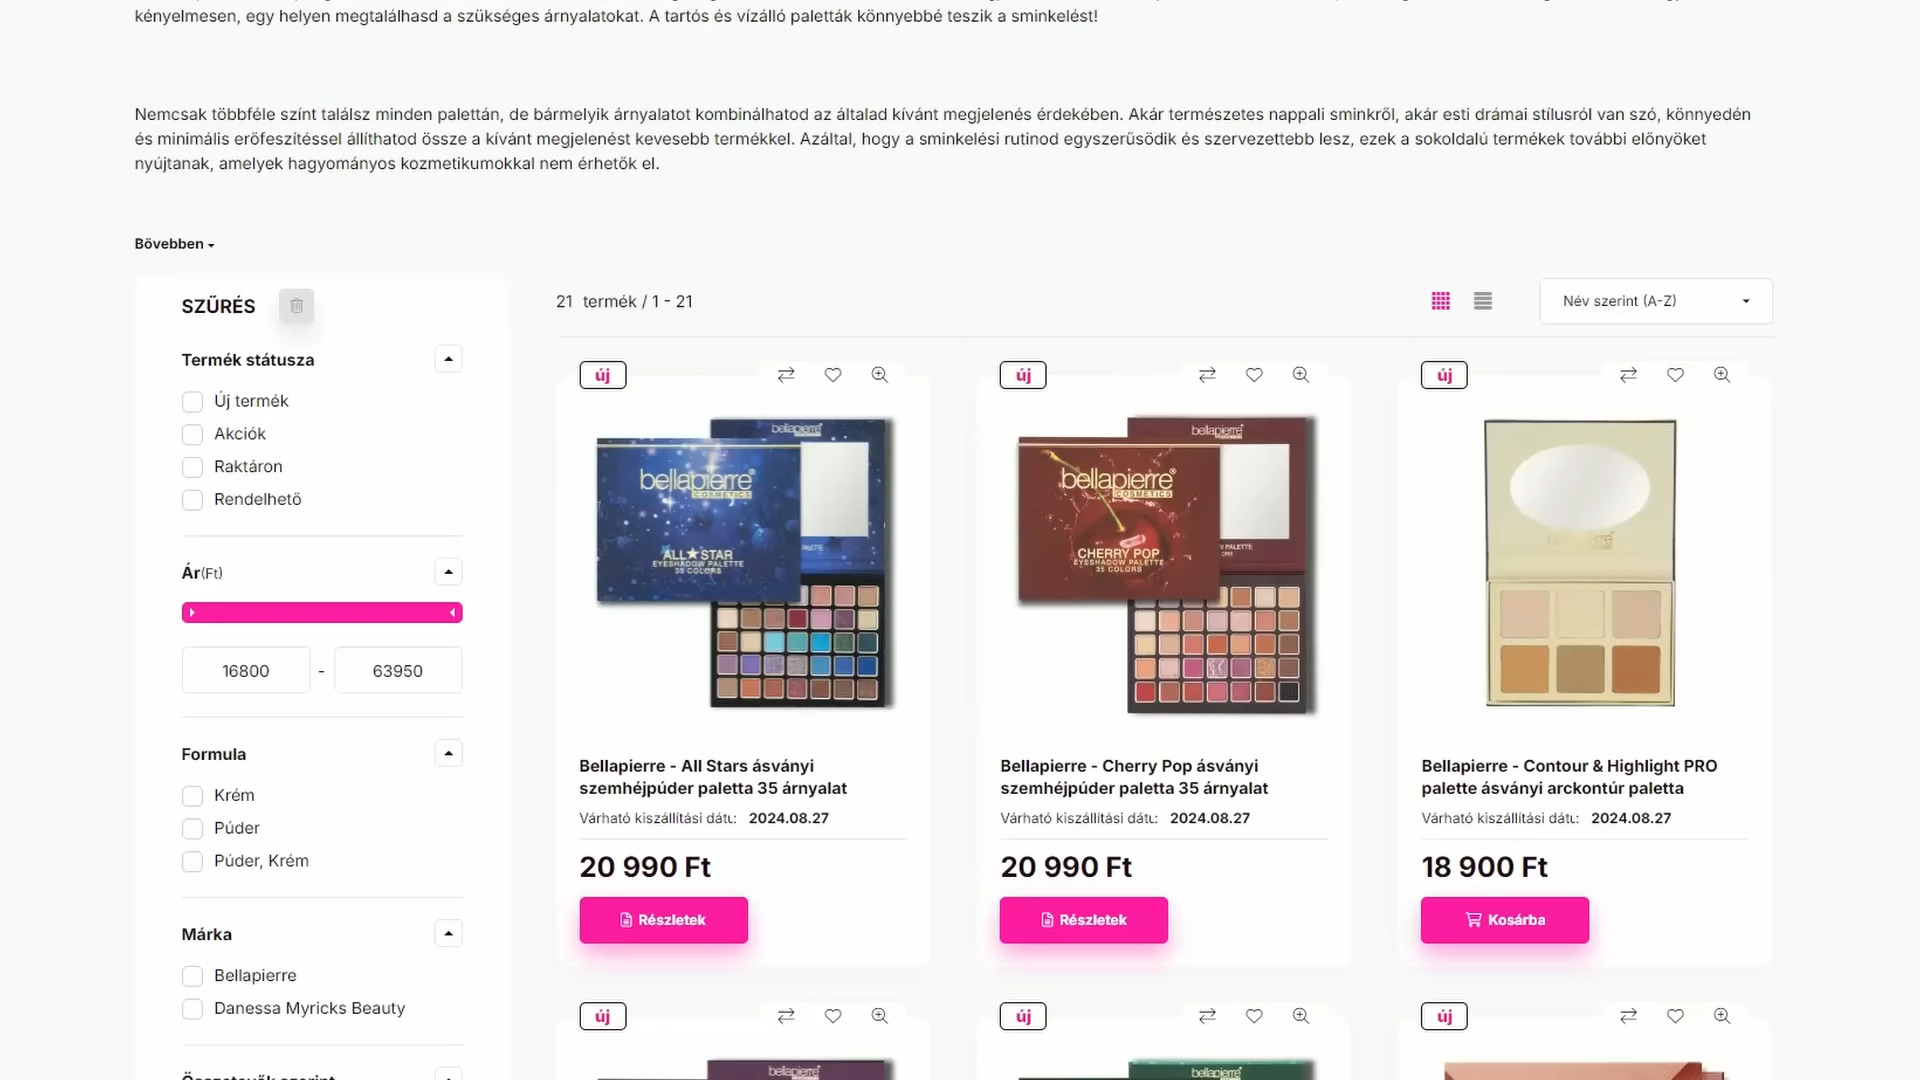 kényelmesen, egy helyen megtalálhasd a szükséges árnyalatokat. A tartós és vízálló paletták könnyebbé teszik a sminkelést!
Nemcsak többféle színt találsz minden palettán, de bármelyik árnyalatot kombinálhatod az általad kívánt megjelenés érdekében. Akár természetes nappali sminkről, akár esti drámai stílusról van szó, könnyedén
és minimális erőfeszítéssel állíthatod össze a kívánt megjelenést kevesebb termékkel. Azáltal, hogy a sminkelési rutinod egyszerűsödik és szervezettebb lesz, ezek a sokoldalú termékek további előnyöket
nyújtanak, amelyek hagyományos kozmetikumokkal nem érhetők el.
Bővebben
SZŰRÉS
21 termék / 1 - 21
Név szerint (A-Z)
Termék státusza
Új termék
Akciók
Raktáron
Rendelhető
Ár(Ft)
16800 - 63950
Formula
Krém
Púder
Púder, Krém
Márka
Bellapierre
Danessa Myricks Beauty
új
bellapierre
bellapierre
COSMETICS
ALL★STAR
EYESHADOW PALETTE
35 COLORS
PALETTE
Bellapierre - All Stars ásványi
szemhéjpúder paletta 35 árnyalat
Várható kiszállítási dátu: 2024.08.27
20 990 Ft
Részletek
új
bellapierre
bellapierre
COSMETICS
CHERRY POP
EYESHADOW PALETTE
35 COLORS
W PALETTE
Bellapierre - Cherry Pop ásványi
szemhéjpúder paletta 35 árnyalat
Várható kiszállítási dátu: 2024.08.27
20 990 Ft
Részletek
új
bellapierre
Bellapierre - Contour & Highlight PRO
palette ásványi arckontúr paletta
Várható kiszállítási dátu: 2024.08.27
18 900 Ft
Kosárba
új
bellapierre
új
bellapierre
új